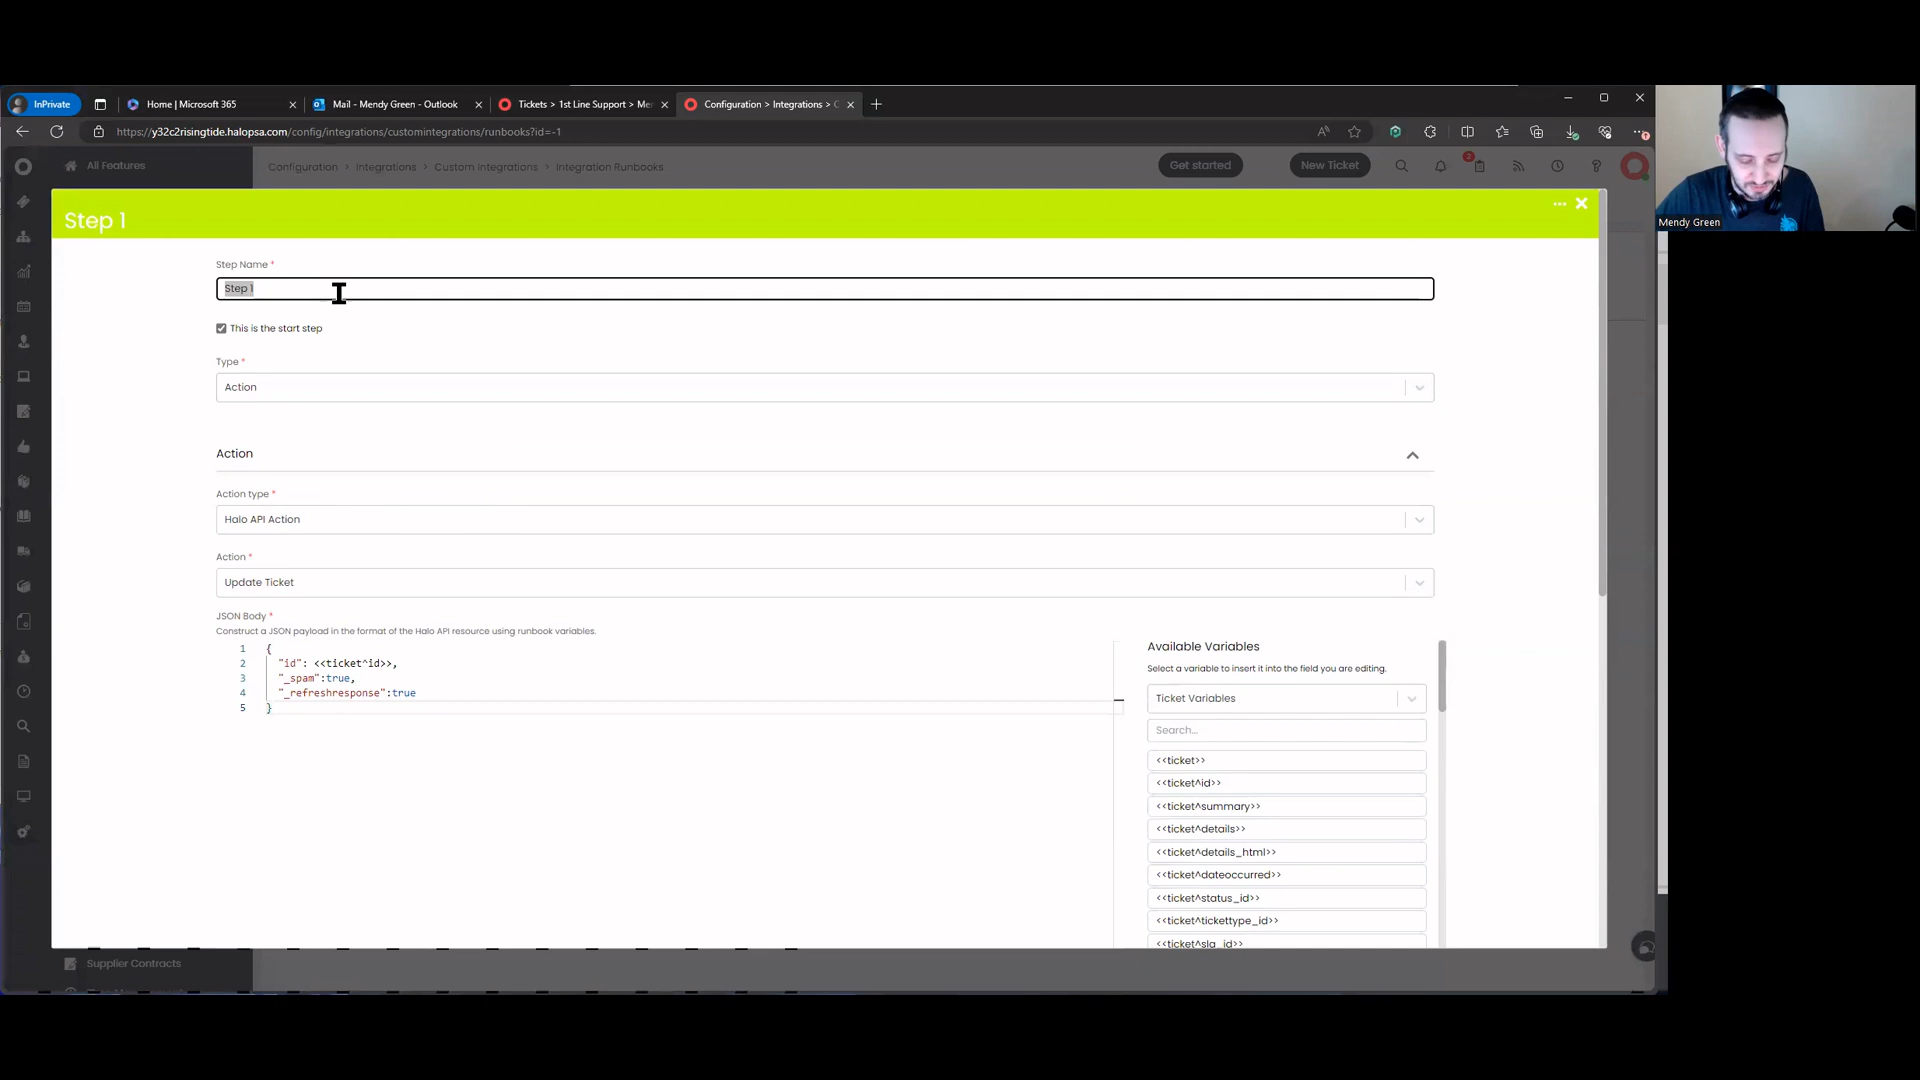 InPrivate
Home | Microsoft 365
Mail - Mendy Green - Outlook
Tickets > 1st Line Support > Mer
Configuration > Integrations > C
https://y32c2risingtide.halopsa.com/config/integrations/customintegrations/runbooks?id=-1
All Features
Configuration > Integrations > Custom Integrations > Integration Runbooks
Get started
New Ticket
2
Mendy Green
Step 1
Step Name *
Step 1
This is the start step
Type *
Action
Action
Action type *
Halo API Action
Action *
Update Ticket
JSON Body *
Construct a JSON payload in the format of the Halo API resource using runbook variables.
1 {
2 "id": <<ticket^id>>,
3 "_spam":true,
4 "_refreshresponse":true
5 }
Available Variables
Select a variable to insert it into the field you are editing.
Ticket Variables
Search...
<<ticket>>
<<ticket^id>>
<<ticket^summary>>
<<ticket^details>>
<<ticket^details_html>>
<<ticket^dateoccurred>>
<<ticket^status_id>>
<<ticket^tickettype_id>>
<<ticket^sla_id>>
Supplier Contracts